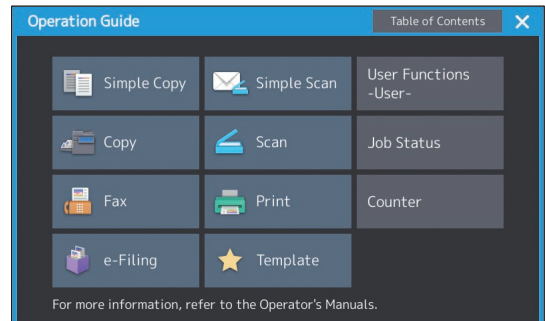 Operation Guide
Table of Contents
Simple Copy
Simple Scan
User Functions
-User-
Copy
Scan
Job Status
Fax
Print
Counter
e-Filing
Template
For more information, refer to the Operator's Manuals.